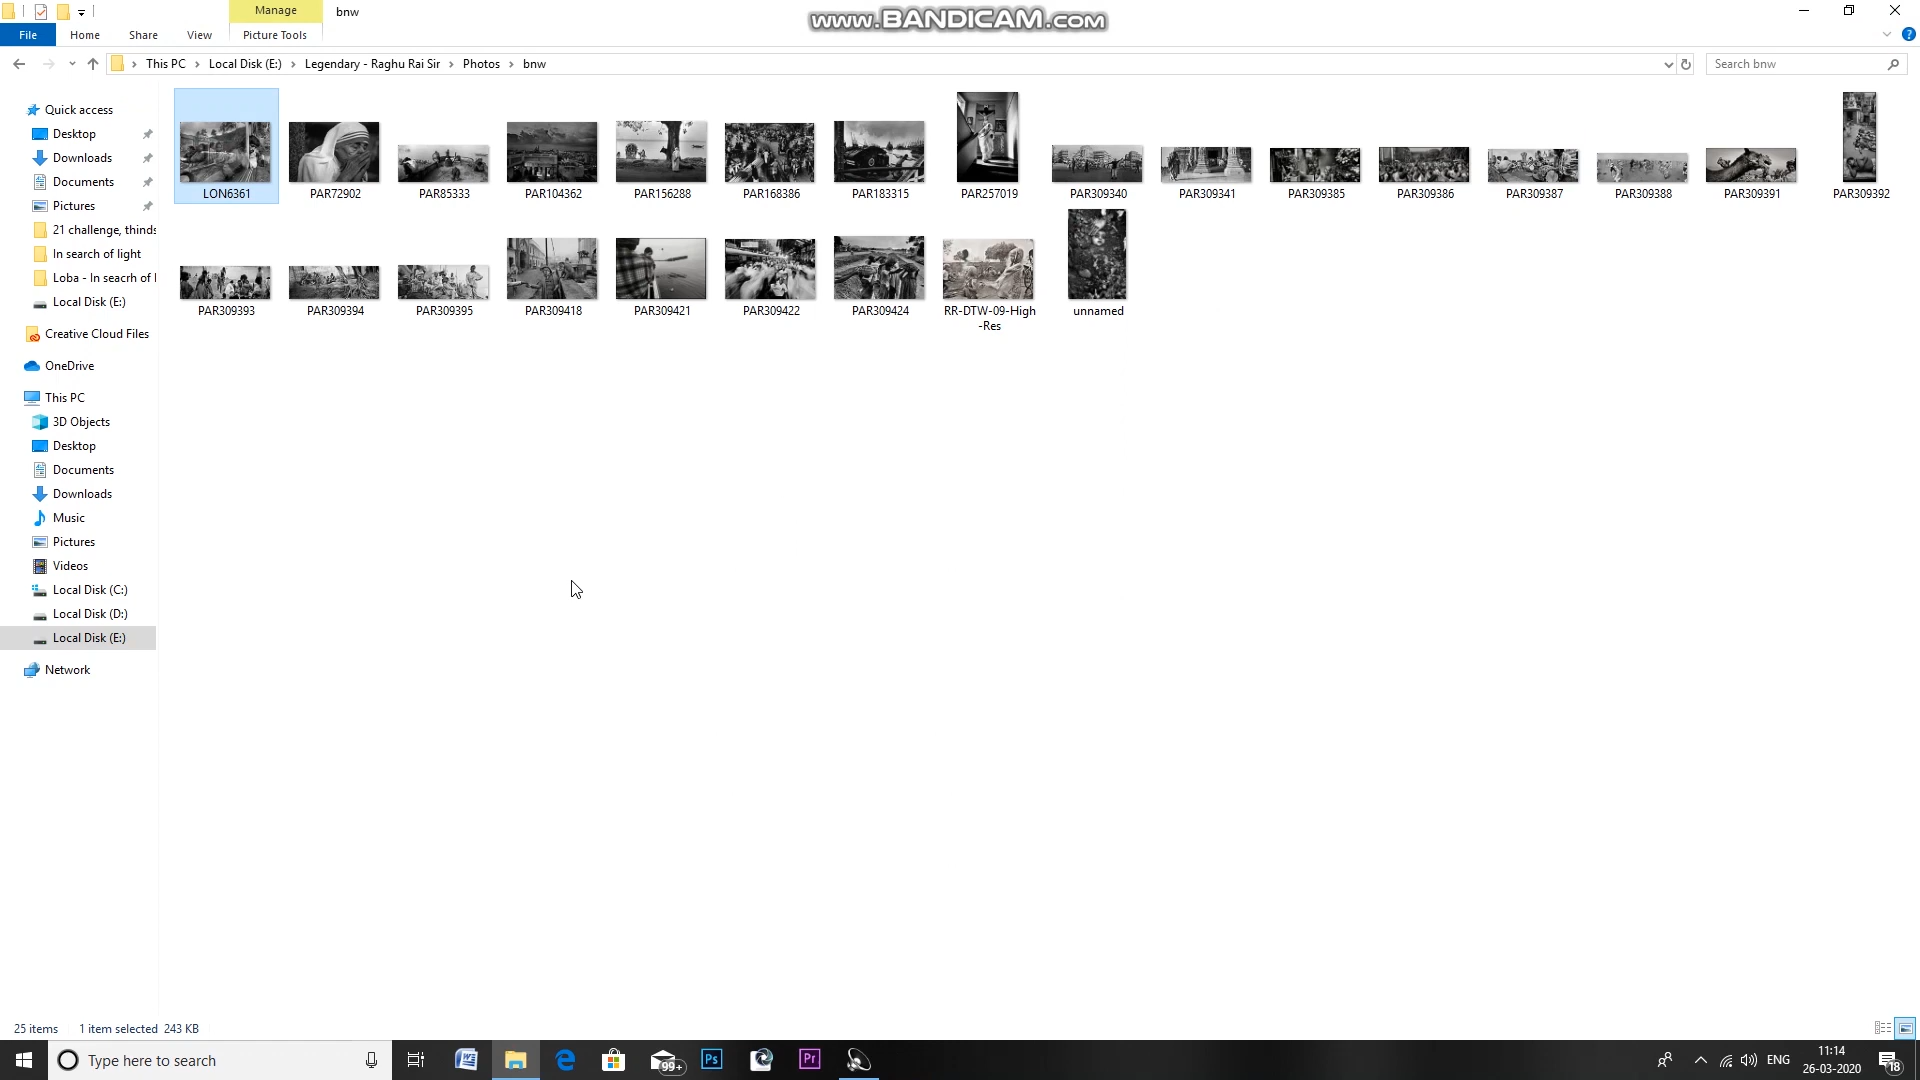 Manage
bnw
www.BANDICAM.com
File
Home
Share
View
Picture Tools
This PC
Local Disk (E:)
Legendary - Raghu Rai Sir
Photos
bnw
Search bnw
Quick access
Desktop
Downloads
Documents
Pictures
21 challenge, thinds
In search of light
Loba - In seacrh of l
Local Disk (E:)
Creative Cloud Files
OneDrive
This PC
3D Objects
Desktop
Documents
Downloads
Music
Pictures
Videos
Local Disk (C:)
Local Disk (D:)
Local Disk (E:)
Network
LON6361
PAR72902
PAR85333
PAR104362
PAR156288
PAR168386
PAR183315
PAR257019
PAR309340
PAR309341
PAR309385
PAR309386
PAR309387
PAR309388
PAR309391
PAR309392
PAR309393
PAR309394
PAR309395
PAR309418
PAR309421
PAR309422
PAR309424
RR-DTW-09-High
-Res
unnamed
25 items
1 item selected 243 KB
Type here to search
99+
Ps
Pr
ENG
11:14
26-03-2020
18